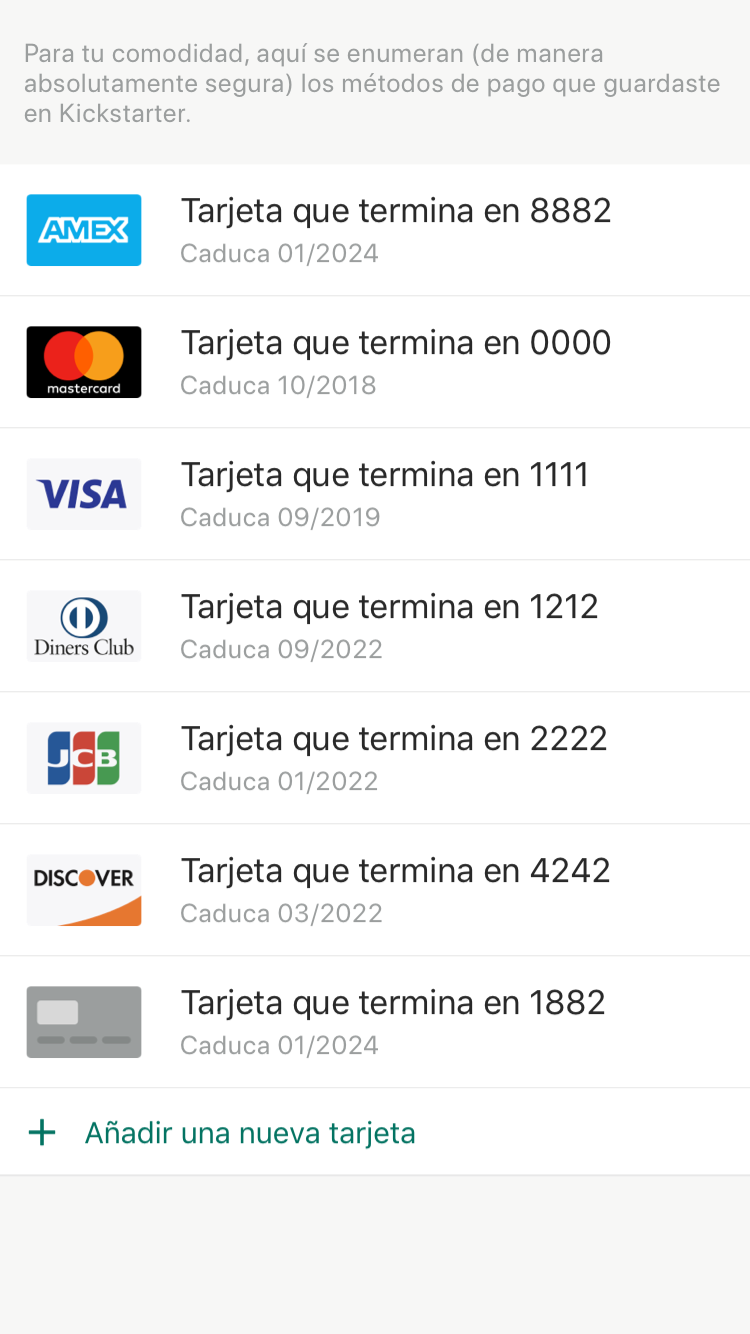 Para tu comodidad, aquí se enumeran (de manera
absolutamente segura) los métodos de pago que guardaste
en Kickstarter.
AMEX
Tarjeta que termina en 8882
Caduca 01/2024
mastercard
Tarjeta que termina en 0000
Caduca 10/2018
VISA
Tarjeta que termina en 1111
Caduca 09/2019
Diners Club
Tarjeta que termina en 1212
Caduca 09/2022
JCB
Tarjeta que termina en 2222
Caduca 01/2022
DISCOVER
Tarjeta que termina en 4242
Caduca 03/2022
Tarjeta que termina en 1882
Caduca 01/2024
+ Añadir una nueva tarjeta